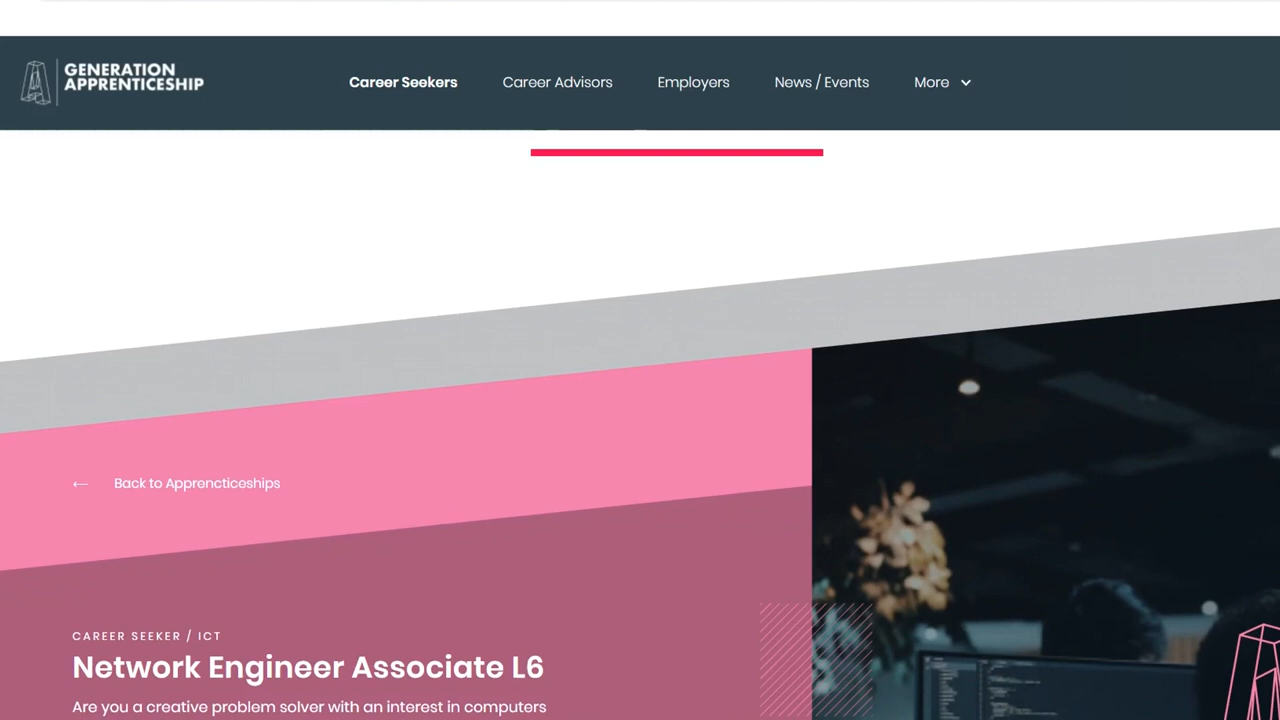 GENERATION
APPRENTICESHIP
Career Seekers
Career Advisors
Employers
News / Events
More
← Back to Apprencticeships
CAREER SEEKER / ICT
Network Engineer Associate L6
Are you a creative problem solver with an interest in computers